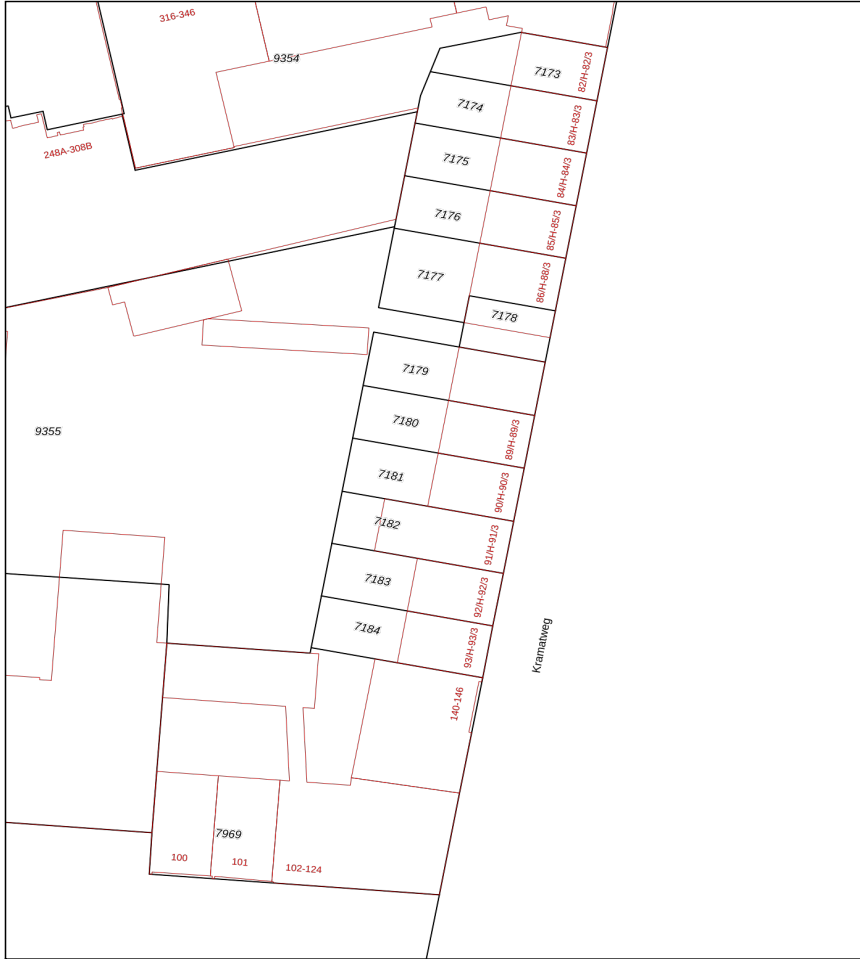 316-346
9354
7173
82/H-82/3
7174
83/H-83/3
248A-308B
7175
84/H-84/3
7176
85/H-85/3
7177
86/H-88/3
7178
7179
9355
7180
89/H-89/3
7181
90/H-90/3
7182
91/H-91/3
7183
92/H-92/3
7184
93/H-93/3
Kramatweg
140-146
7969
100
101
102-124